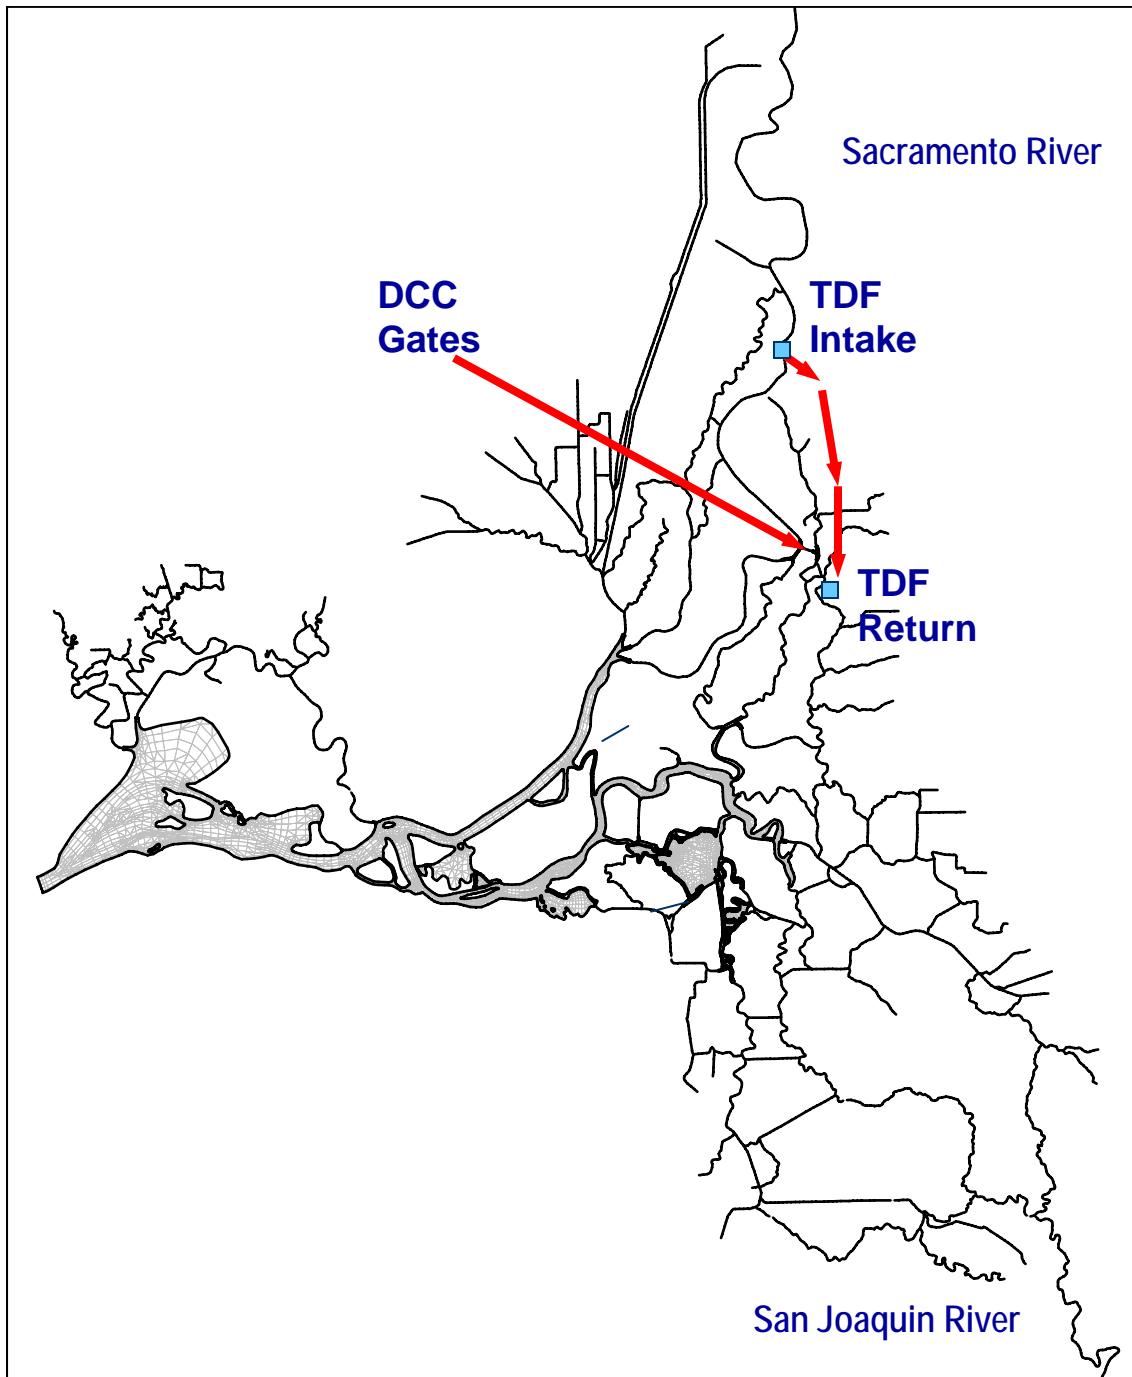 Sacramento River
DCC
Gates
TDF
Intake
TDF
Return
San Joaquin River